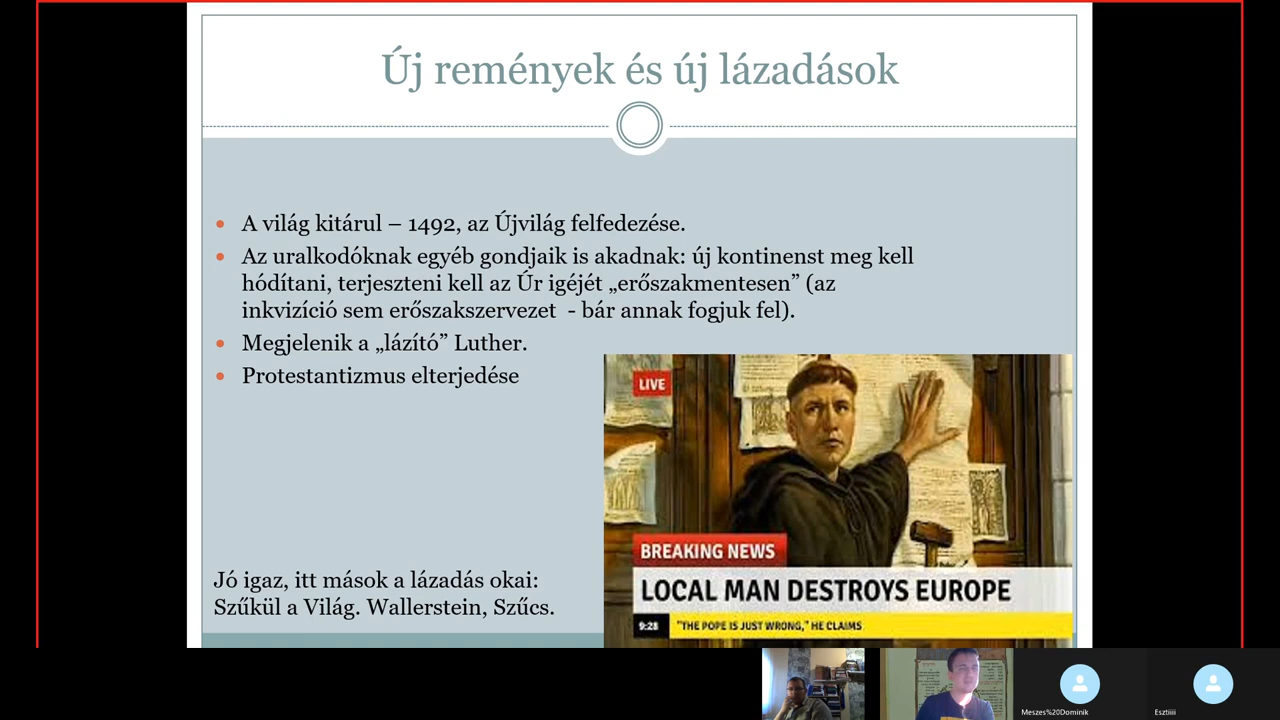 Új remények és új lázadások
A világ kitárul – 1492, az Újvilág felfedezése.
Az uralkodóknak egyéb gondjaik is akadnak: új kontinenst meg kell
hódítani, terjeszteni kell az Úr igéjét „erőszakmentesen” (az
inkvizíció sem erőszakszervezet - bár annak fogjuk fel).
Megjelenik a „lázító” Luther.
Protestantizmus elterjedése
LIVE
BREAKING NEWS
LOCAL MAN DESTROYS EUROPE
9:28 "THE POPE IS JUST WRONG," HE CLAIMS
Jó igaz, itt mások a lázadás okai:
Szűkül a Világ. Wallerstein, Szűcs.
Meszes%20Dominik
Esztiiii